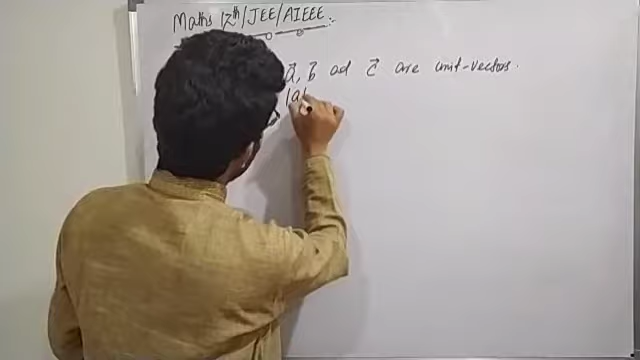 Maths 12th/JEE/AIEEE :-
a⃗, b⃗ ad c⃗ are unit-vectors.
|a|